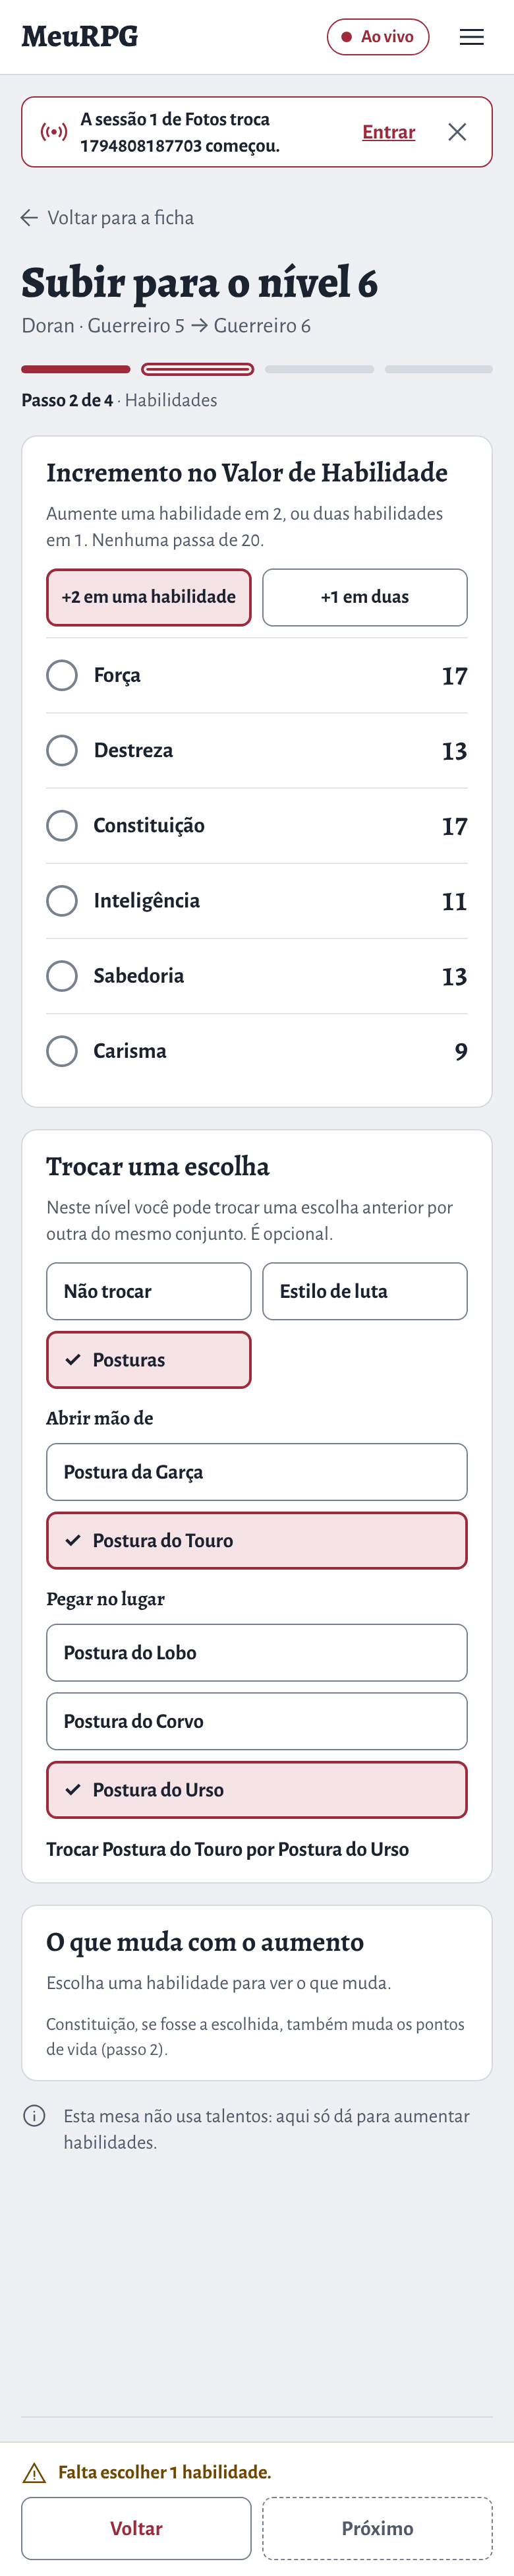 MeuRPG
Ao vivo
A sessão 1 de Fotos troca
1794808187703 começou.
Entrar
Voltar para a ficha
Subir para o nível 6
Doran · Guerreiro 5 → Guerreiro 6
Passo 2 de 4 · Habilidades
Incremento no Valor de Habilidade
Aumente uma habilidade em 2, ou duas habilidades
em 1. Nenhuma passa de 20.
+2 em uma habilidade
+1 em duas
Força 17
Destreza 13
Constituição 17
Inteligência 11
Sabedoria 13
Carisma 9
Trocar uma escolha
Neste nível você pode trocar uma escolha anterior por
outra do mesmo conjunto. É opcional.
Não trocar
Estilo de luta
Posturas
Abrir mão de
Postura da Garça
Postura do Touro
Pegar no lugar
Postura do Lobo
Postura do Corvo
Postura do Urso
Trocar Postura do Touro por Postura do Urso
O que muda com o aumento
Escolha uma habilidade para ver o que muda.
Constituição, se fosse a escolhida, também muda os pontos
de vida (passo 2).
Esta mesa não usa talentos: aqui só dá para aumentar
habilidades.
Falta escolher 1 habilidade.
Voltar
Próximo